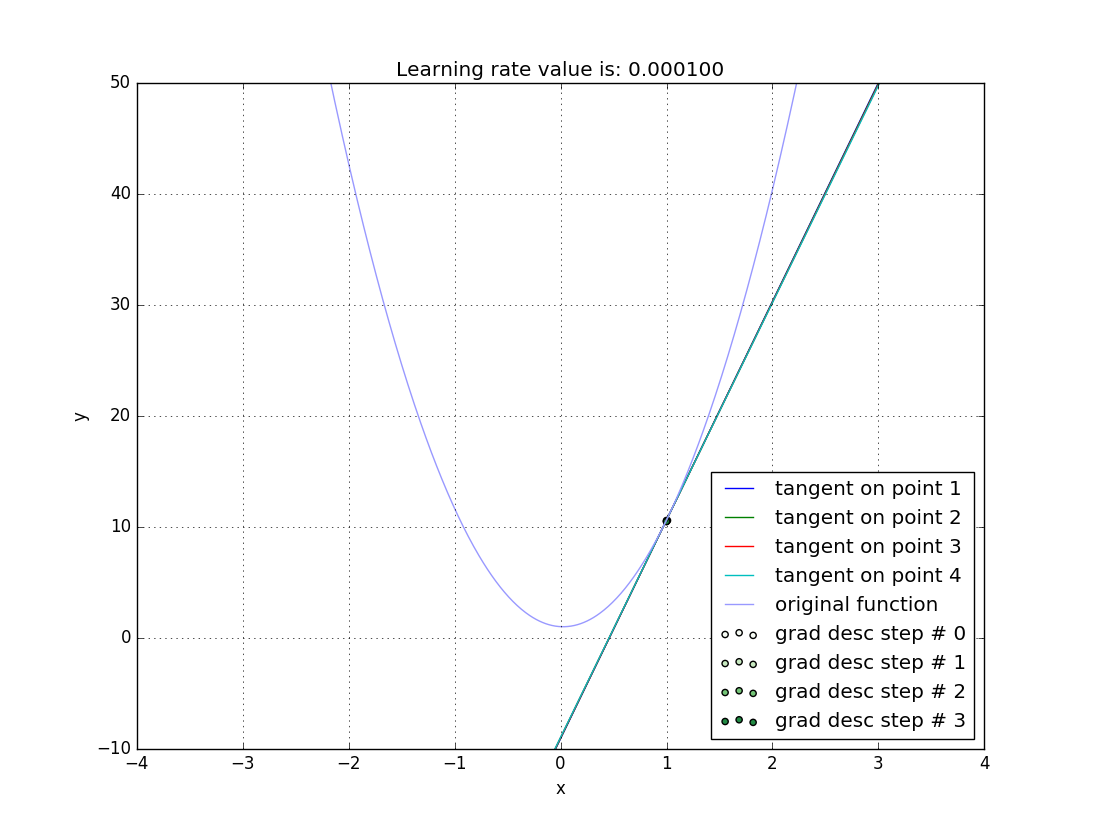 Learning rate value is: 0.000100
50
40
30
20
10
0
−10
y
−4 −3 −2 −1 0 1 2 3 4
x
tangent on point 1
tangent on point 2
tangent on point 3
tangent on point 4
original function
grad desc step # 0
grad desc step # 1
grad desc step # 2
grad desc step # 3